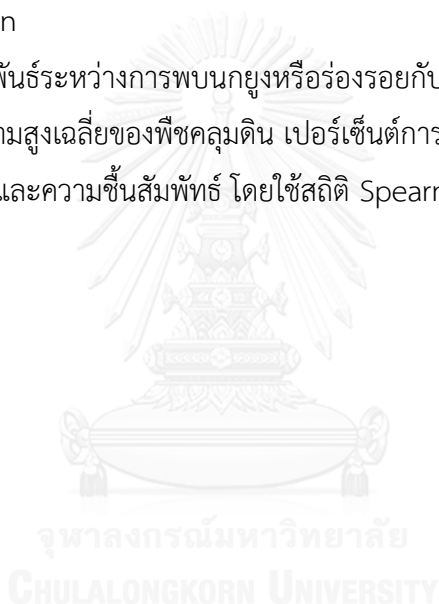 n
พันธ์ระหว่างการพบนกยูงหรือร่องรอยกับ
ามสูงเฉลี่ยของพืชคลุมดิน เปอร์เซ็นต์การ
และความชื้นสัมพัทธ์ โดยใช้สถิติ Spearr
จุฬาลงกรณ์มหาวิทยาลัย
CHULALONGKORN UNIVERSITY